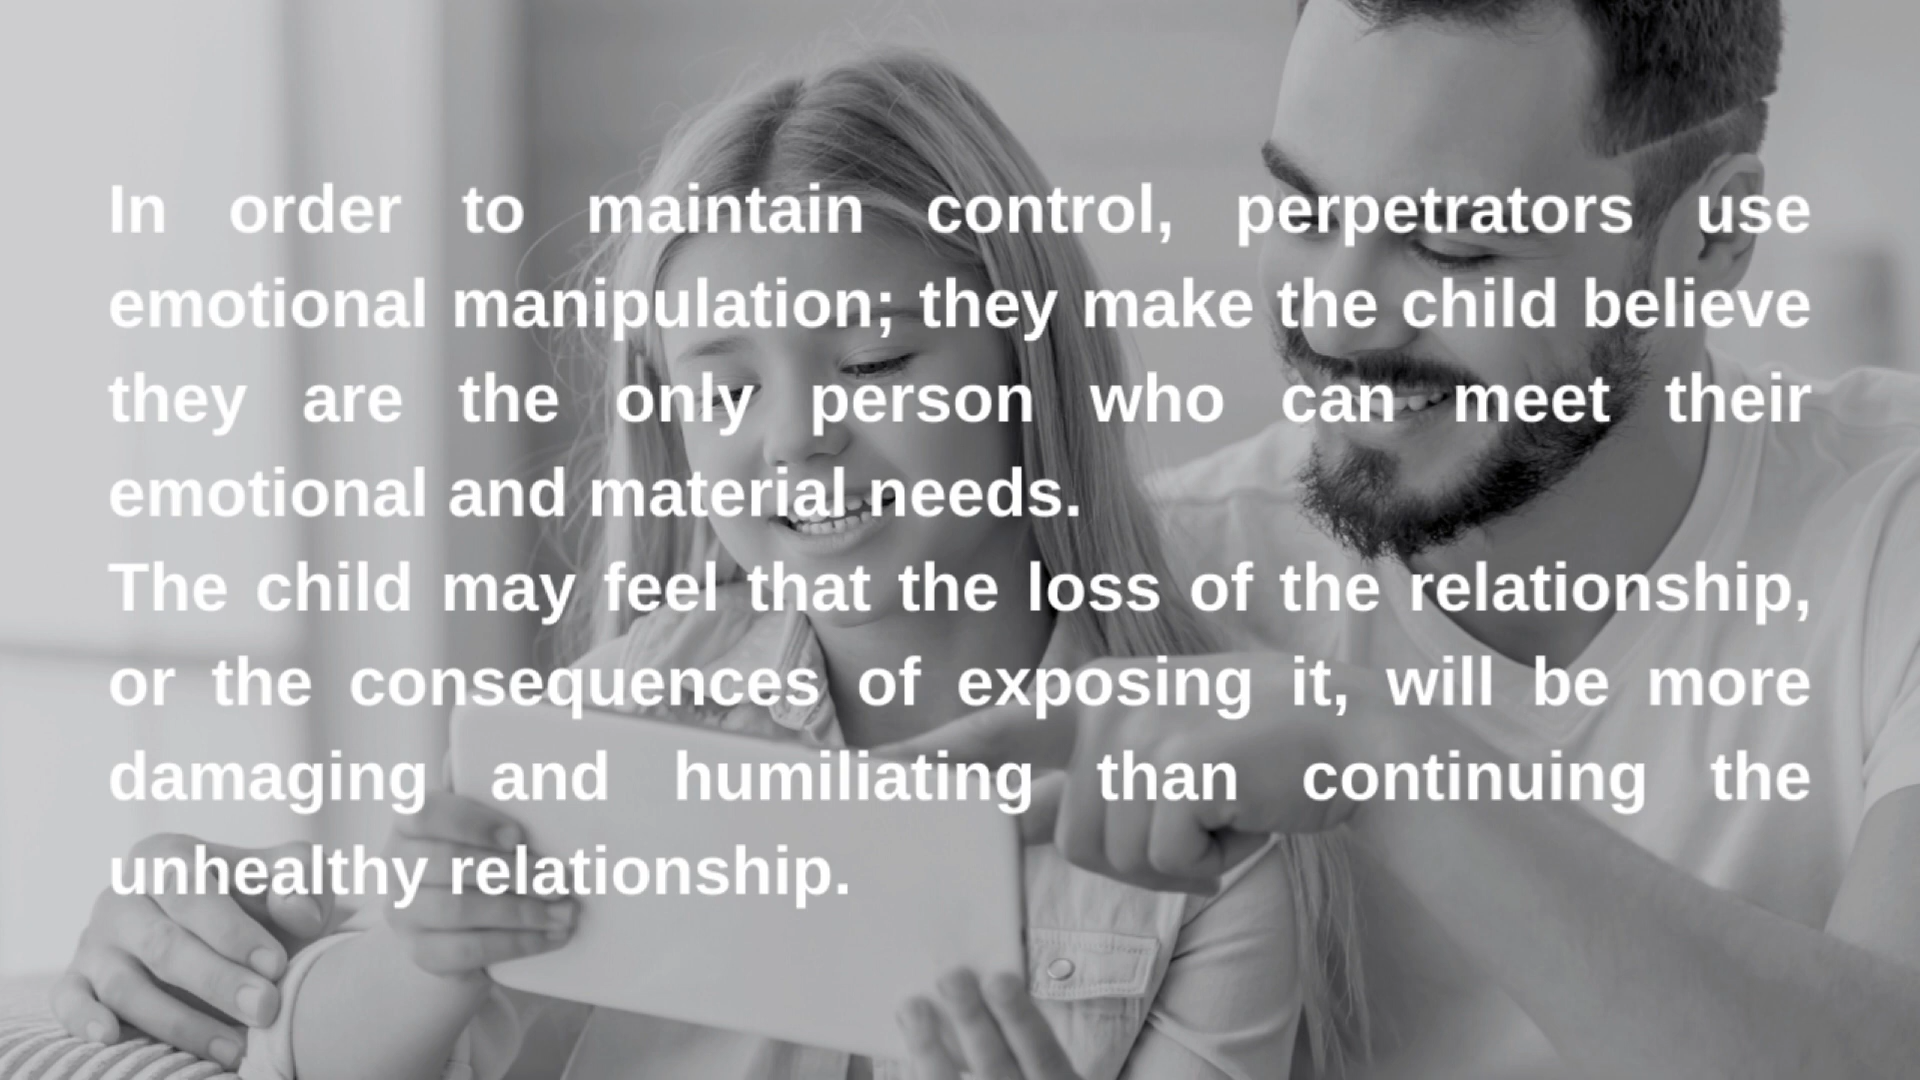 In order to maintain control, perpetrators use
emotional manipulation; they make the child believe
they are the only person who can meet their
emotional and material needs.
The child may feel that the loss of the relationship,
or the consequences of exposing it, will be more
damaging and humiliating than continuing the
unhealthy relationship.